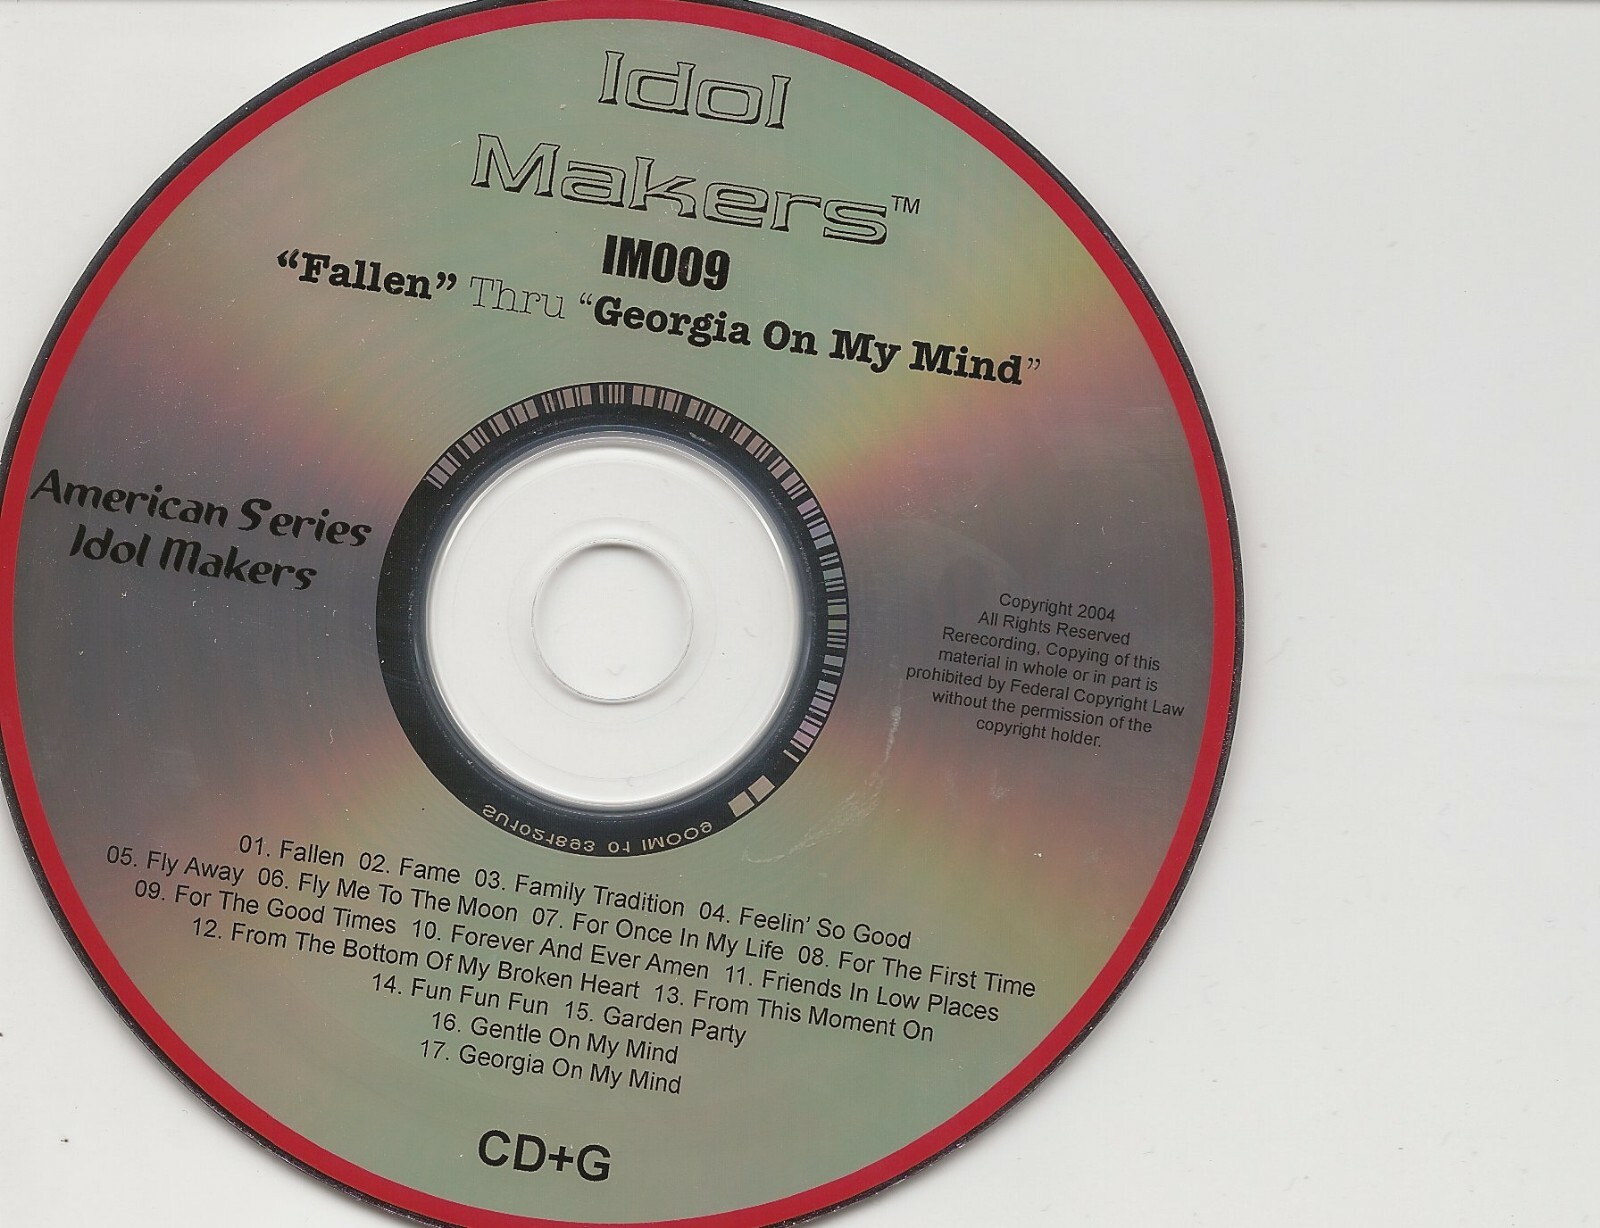 Idol
Makers™
IM009
“Fallen” Thru “Georgia On My Mind”
American Series
Idol Makers
Copyright 2004
All Rights Reserved
Rerecording, Copying of this
material in whole or in part is
prohibited by Federal Copyright Law
without the permission of the
copyright holder.
SU1021893 01 IM009
01. Fallen 02. Fame 03. Family Tradition 04. Feelin’ So Good
05. Fly Away 06. Fly Me To The Moon 07. For Once In My Life 08. For The First Time
09. For The Good Times 10. Forever And Ever Amen 11. Friends In Low Places
12. From The Bottom Of My Broken Heart 13. From This Moment On
14. Fun Fun Fun 15. Garden Party
16. Gentle On My Mind
17. Georgia On My Mind
CD+G